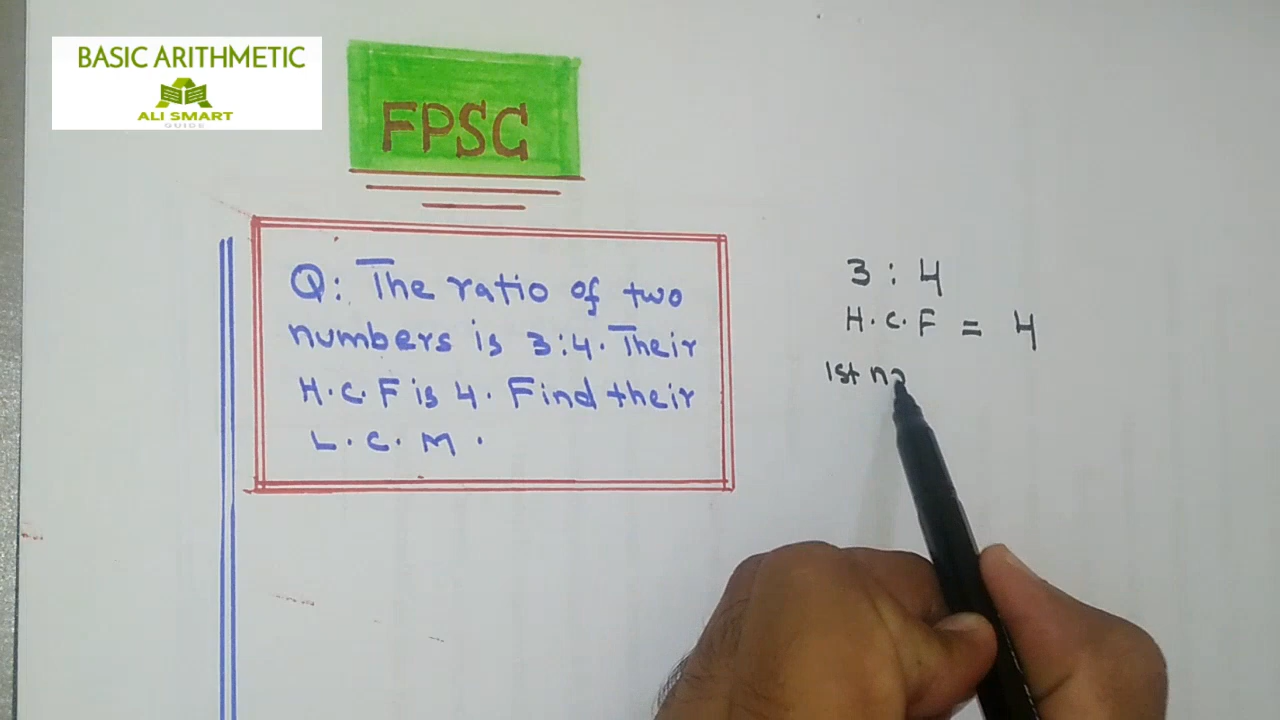 BASIC ARITHMETIC
ALI SMART
GUIDE
FPSC
Q: The ratio of two
numbers is 3:4. Their
H.C.F is 4. Find their
L.C.M.
3 : 4
H.C.F = 4
1st